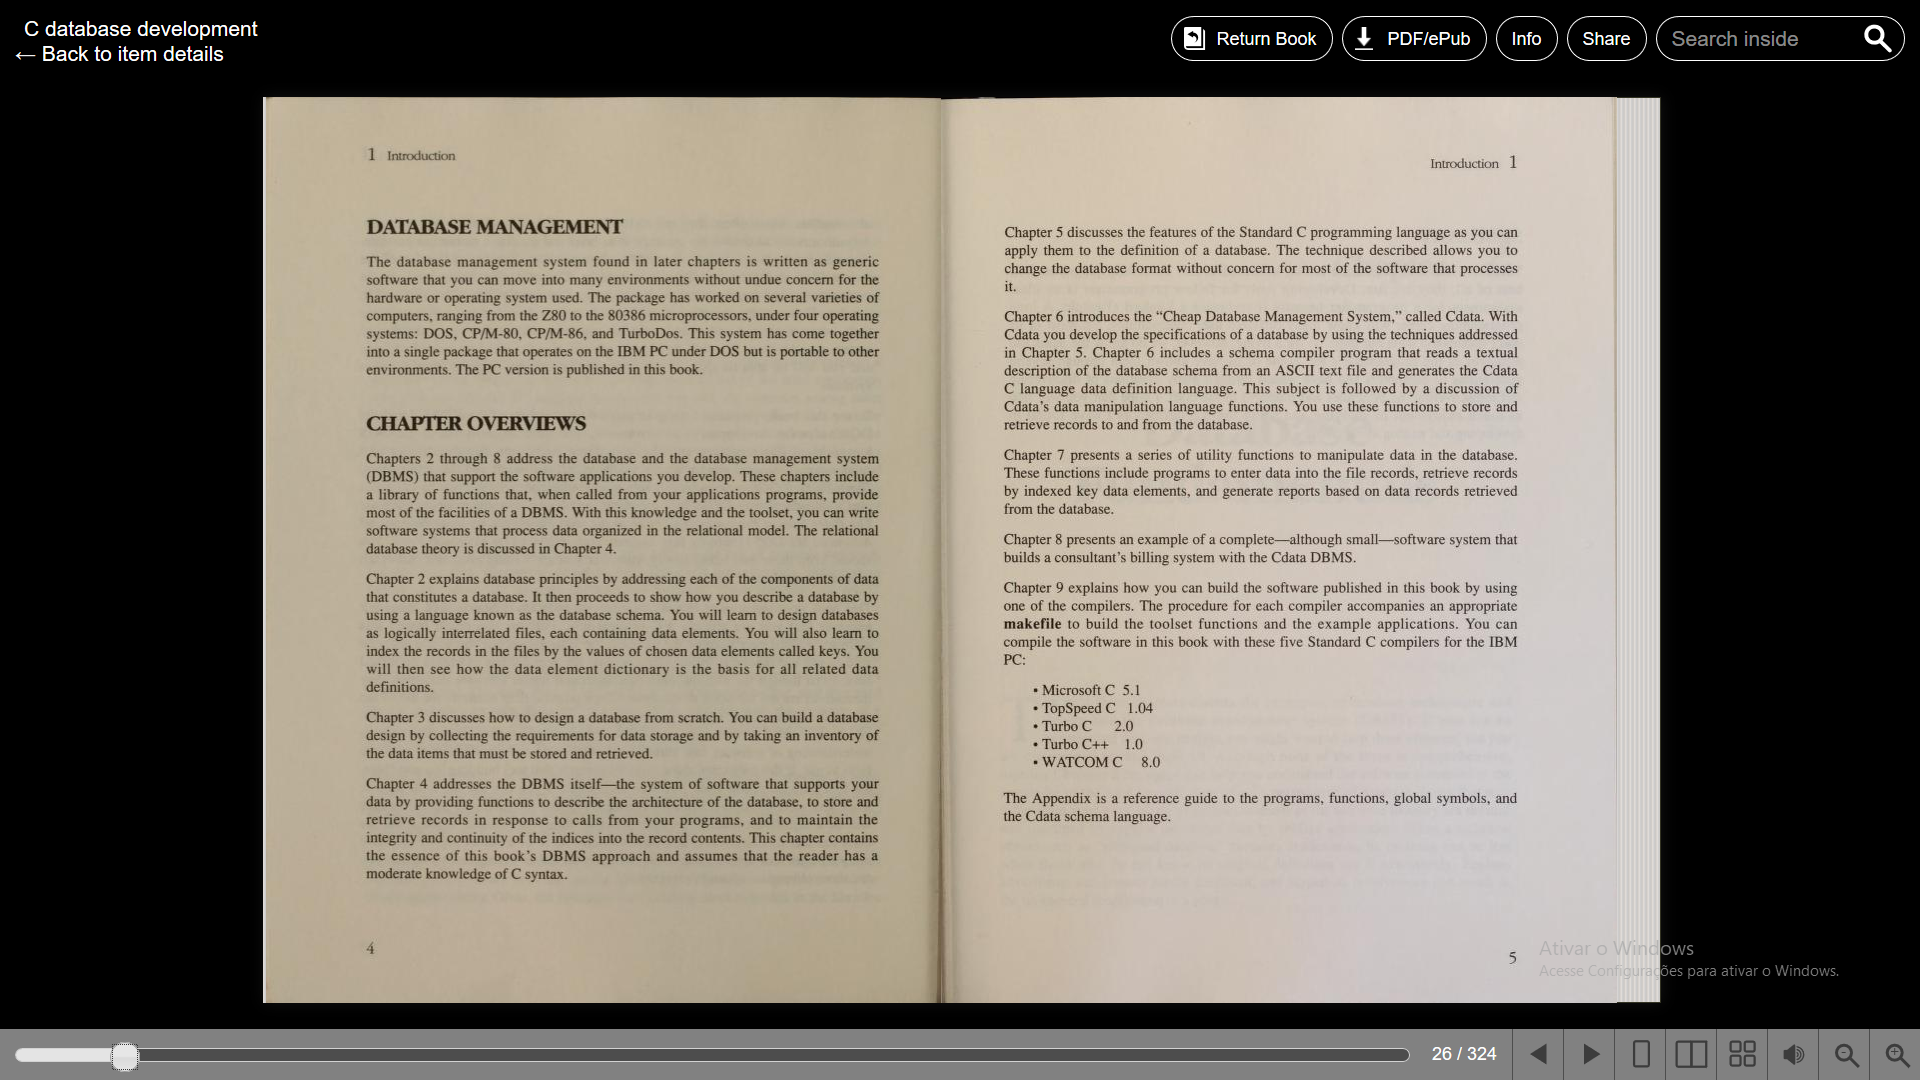 C database development
← Back to item details
Return Book
PDF/ePub
Info
Share
Search inside
1 Introduction
DATABASE MANAGEMENT
The database management system found in later chapters is written as generic
software that you can move into many environments without undue concern for the
hardware or operating system used. The package has worked on several varieties of
computers, ranging from the Z80 to the 80386 microprocessors, under four operating
systems: DOS, CP/M-80, CP/M-86, and TurboDos. This system has come together
into a single package that operates on the IBM PC under DOS but is portable to other
environments. The PC version is published in this book.
CHAPTER OVERVIEWS
Chapters 2 through 8 address the database and the database management system
(DBMS) that support the software applications you develop. These chapters include
a library of functions that, when called from your applications programs, provide
most of the facilities of a DBMS. With this knowledge and the toolset, you can write
software systems that process data organized in the relational model. The relational
database theory is discussed in Chapter 4.
Chapter 2 explains database principles by addressing each of the components of data
that constitutes a database. It then proceeds to show how you describe a database by
using a language known as the database schema. You will learn to design databases
as logically interrelated files, each containing data elements. You will also learn to
index the records in the files by the values of chosen data elements called keys. You
will then see how the data element dictionary is the basis for all related data
definitions.
Chapter 3 discusses how to design a database from scratch. You can build a database
design by collecting the requirements for data storage and by taking an inventory of
the data items that must be stored and retrieved.
Chapter 4 addresses the DBMS itself—the system of software that supports your
data by providing functions to describe the architecture of the database, to store and
retrieve records in response to calls from your programs, and to maintain the
integrity and continuity of the indices into the record contents. This chapter contains
the essence of this book's DBMS approach and assumes that the reader has a
moderate knowledge of C syntax.
4
Introduction 1
Chapter 5 discusses the features of the Standard C programming language as you can
apply them to the definition of a database. The technique described allows you to
change the database format without concern for most of the software that processes
it.
Chapter 6 introduces the “Cheap Database Management System,” called Cdata. With
Cdata you develop the specifications of a database by using the techniques addressed
in Chapter 5. Chapter 6 includes a schema compiler program that reads a textual
description of the database schema from an ASCII text file and generates the Cdata
C language data definition language. This subject is followed by a discussion of
Cdata's data manipulation language functions. You use these functions to store and
retrieve records to and from the database.
Chapter 7 presents a series of utility functions to manipulate data in the database.
These functions include programs to enter data into the file records, retrieve records
by indexed key data elements, and generate reports based on data records retrieved
from the database.
Chapter 8 presents an example of a complete—although small—software system that
builds a consultant's billing system with the Cdata DBMS.
Chapter 9 explains how you can build the software published in this book by using
one of the compilers. The procedure for each compiler accompanies an appropriate
makefile to build the toolset functions and the example applications. You can
compile the software in this book with these five Standard C compilers for the IBM
PC:
• Microsoft C 5.1
• TopSpeed C 1.04
• Turbo C 2.0
• Turbo C++ 1.0
• WATCOM C 8.0
The Appendix is a reference guide to the programs, functions, global symbols, and
the Cdata schema language.
5
Ativar o Windows
Acesse Configurações para ativar o Windows.
26 / 324